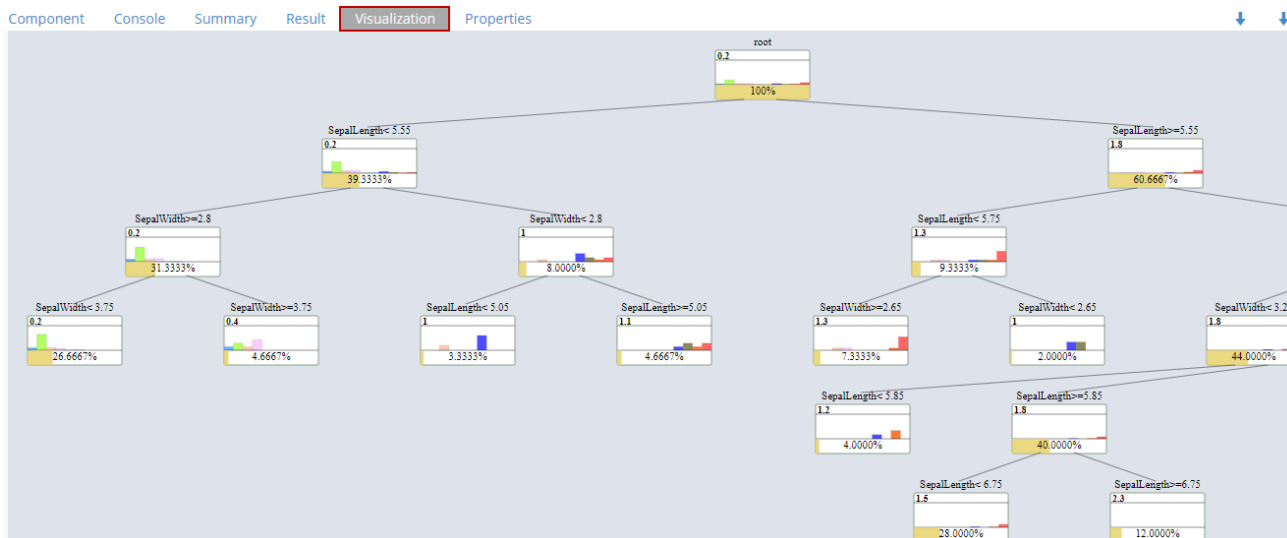 Component Console Summary Result Visualization Properties
root
0.2
100%
SepalLength< 5.55
0.2
39.3333%
SepalLength>=5.55
1.8
60.6667%
SepalWidth>=2.8
0.2
31.3333%
SepalWidth< 2.8
1
8.0000%
SepalLength< 5.75
1.3
9.3333%
SepalWidth< 3.75
0.2
26.6667%
SepalWidth>=3.75
0.4
4.6667%
SepalLength< 5.05
1
3.3333%
SepalLength>=5.05
1.1
4.6667%
SepalWidth>=2.65
1.3
7.3333%
SepalWidth< 2.65
1
2.0000%
SepalWidth< 3.2
1.8
44.0000%
SepalLength< 5.85
1.2
4.0000%
SepalLength>=5.85
1.8
40.0000%
SepalLength< 6.75
1.5
28.0000%
SepalLength>=6.75
2.3
12.0000%